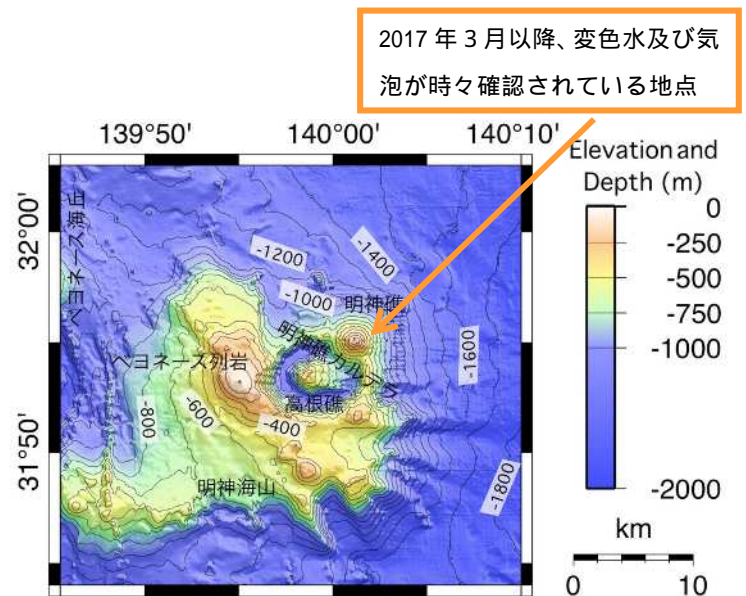 2017 年 3 月以降、変色水及び気
泡が時々確認されている地点
139°50'
140°00'
140°10'
Elevation and
Depth (m)
0
-250
-500
-750
-1000
-2000
km
0
10
32°00'
31°50'
ベヨネース海丘
-1200
-1400
-1000
明神礁
明神礁カルデラ
ベヨネース列岩
-1600
高根礁
-800
-600
-400
明神海山
-1800